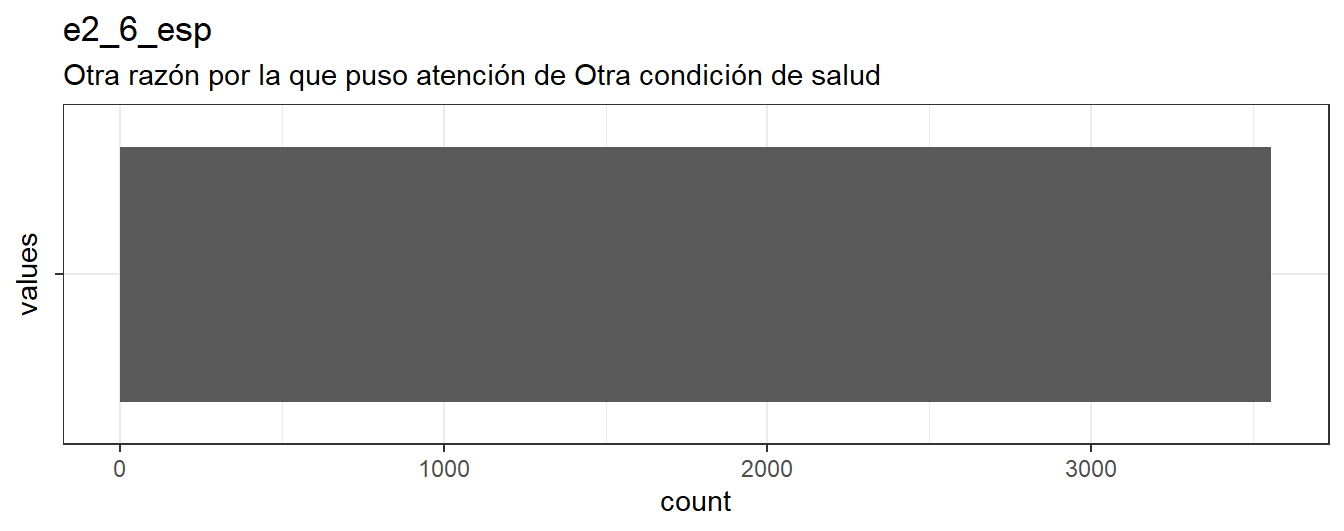 e2_6_esp
Otra razón por la que puso atención de Otra condición de salud
values
0 1000 2000 3000
count